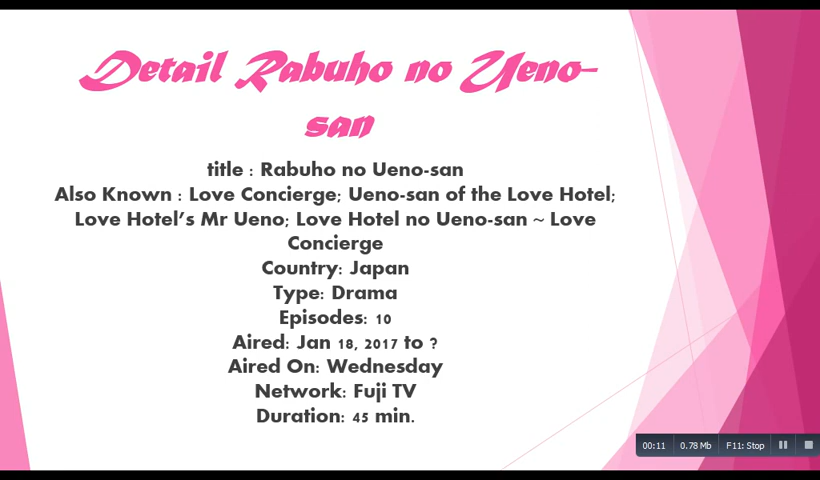 Detail Rabuho no Ueno-
san
title : Rabuho no Ueno-san
Also Known : Love Concierge; Ueno-san of the Love Hotel;
Love Hotel's Mr Ueno; Love Hotel no Ueno-san ~ Love
Concierge
Country: Japan
Type: Drama
Episodes: 10
Aired: Jan 18, 2017 to ?
Aired On: Wednesday
Network: Fuji TV
Duration: 45 min.
00:11 0.78 Mb F11: Stop